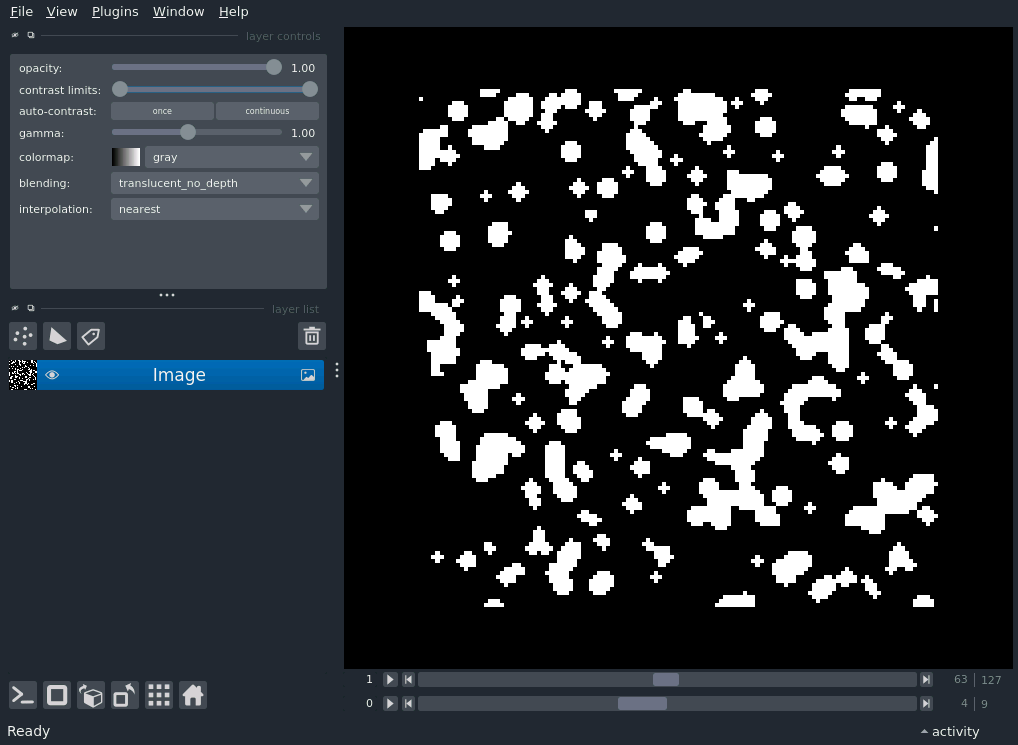 File View Plugins Window Help
layer controls
opacity: 1.00
contrast limits:
auto-contrast: once continuous
gamma: 1.00
colormap: gray
blending: translucent_no_depth
interpolation: nearest
layer list
Image
1 63 127
0 4 9
Ready activity